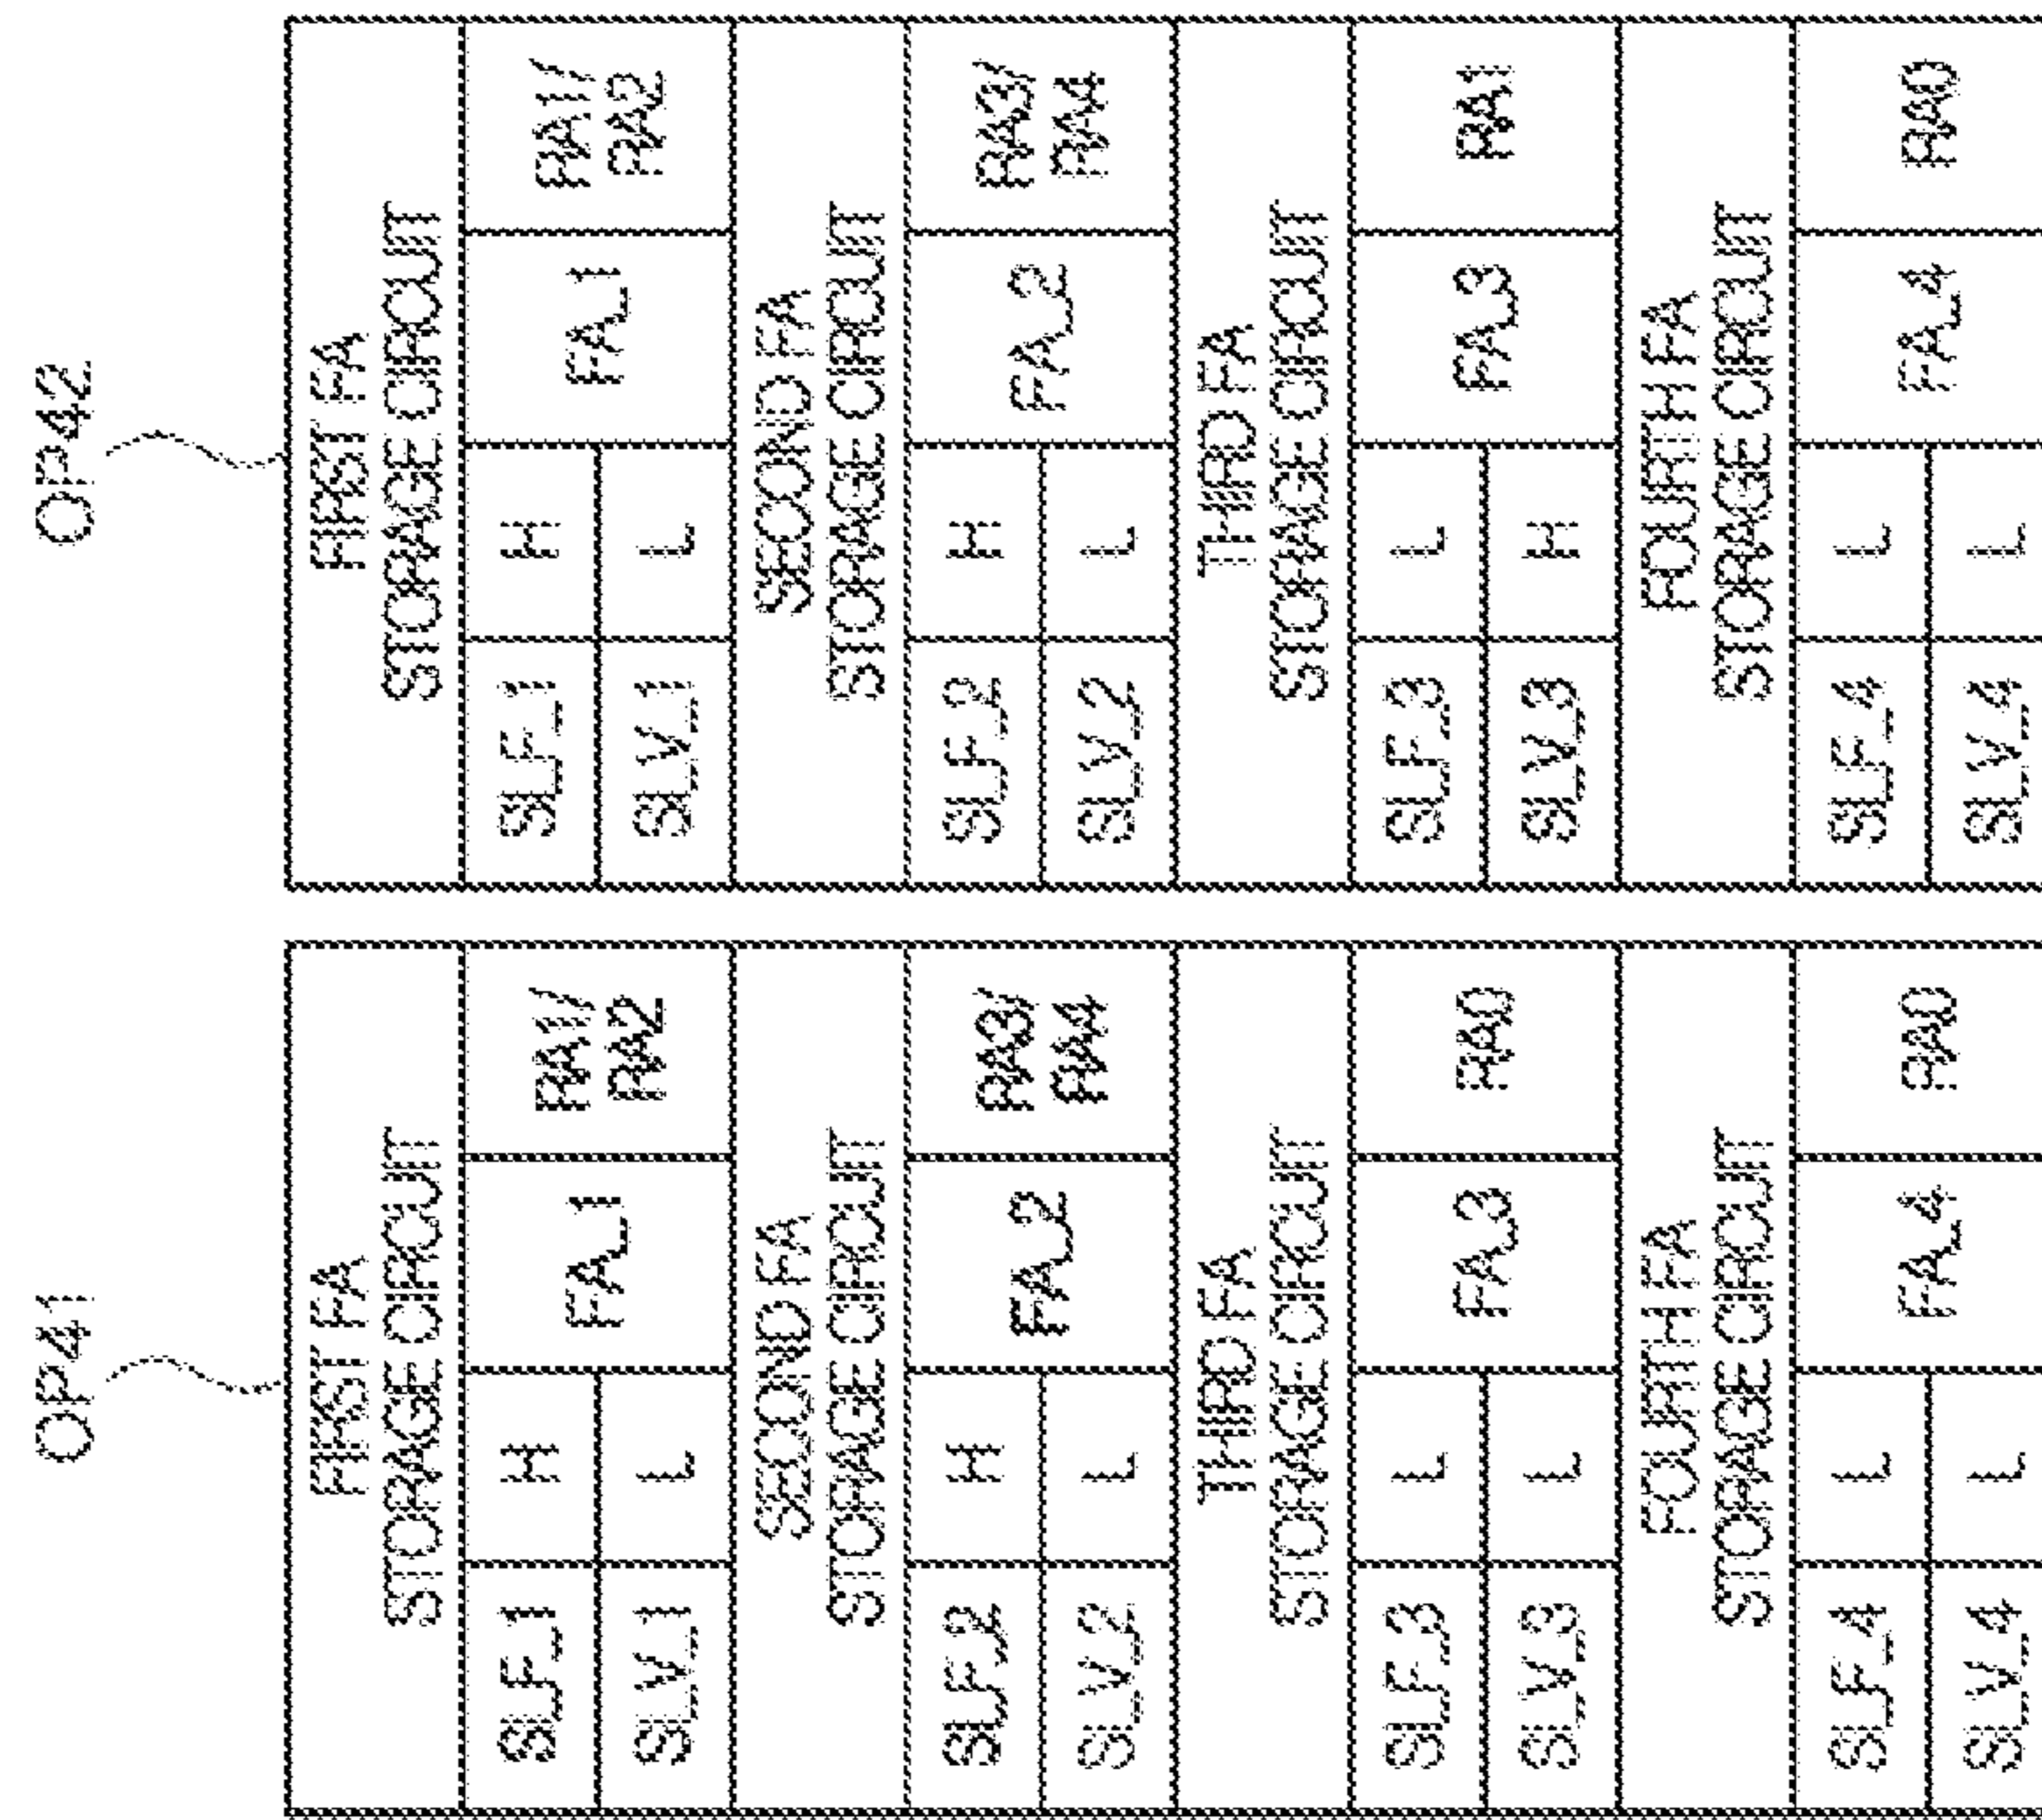 OP41
FIRST FA
STORAGE CIRCUIT
SLF_1 H FA_1 RA1/
RA2
SLV_1 L
SECOND FA
STORAGE CIRCUIT
SLF_2 H FA_2 RA3/
RA4
SLV_2 L
THIRD FA
STORAGE CIRCUIT
SLF_3 L FA_3 RA0
SLV_3 L
FOURTH FA
STORAGE CIRCUIT
SLF_4 L FA_4 RA0
SLV_4 L
OP42
FIRST FA
STORAGE CIRCUIT
SLF_1 H FA_1 RA1/
RA2
SLV_1 L
SECOND FA
STORAGE CIRCUIT
SLF_2 H FA_2 RA3/
RA4
SLV_2 L
THIRD FA
STORAGE CIRCUIT
SLF_3 L FA_3 RA1
SLV_3 H
FOURTH FA
STORAGE CIRCUIT
SLF_4 L FA_4 RA0
SLV_4 L